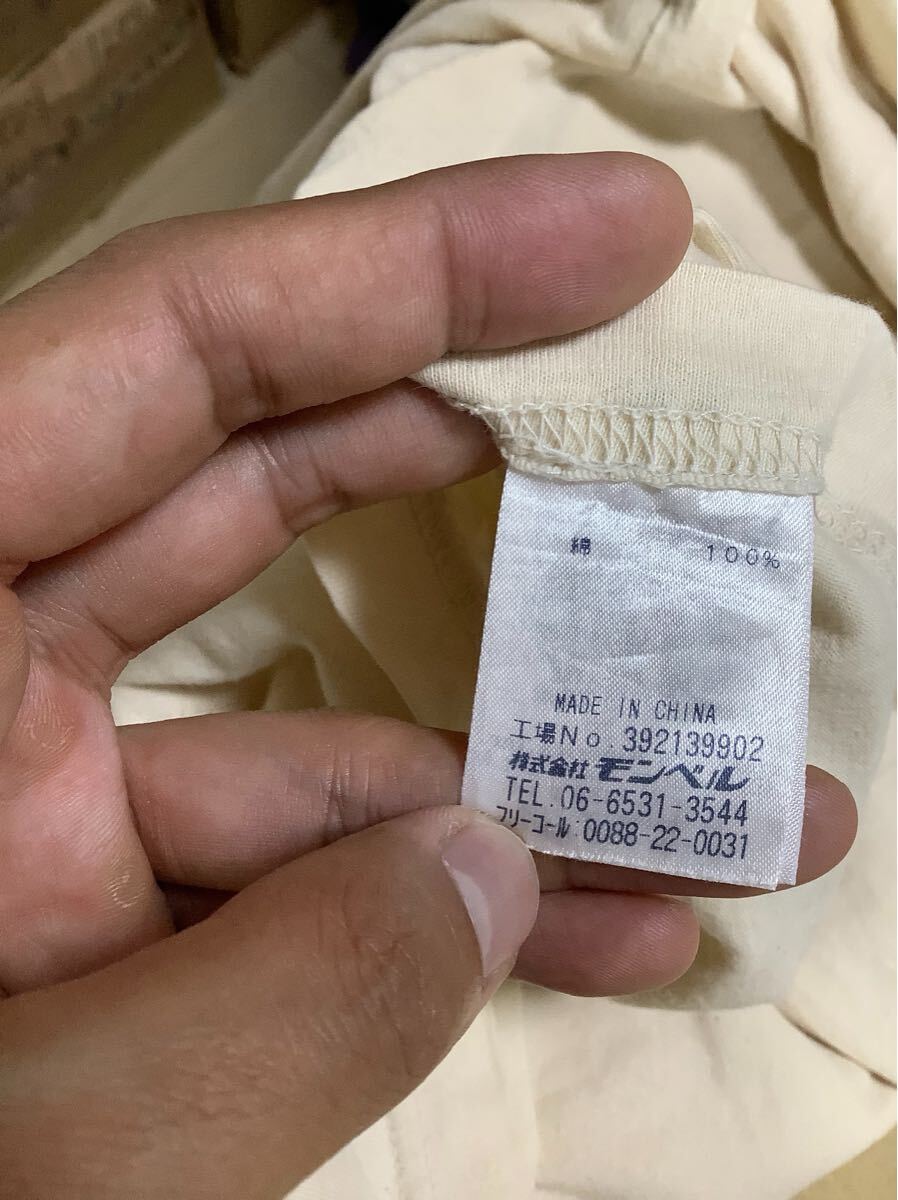 綿 100%
MADE IN CHINA
工場No.392139902
株式会社 モンベル
TEL.06-6531-3544
フリーコール:0088-22-0031